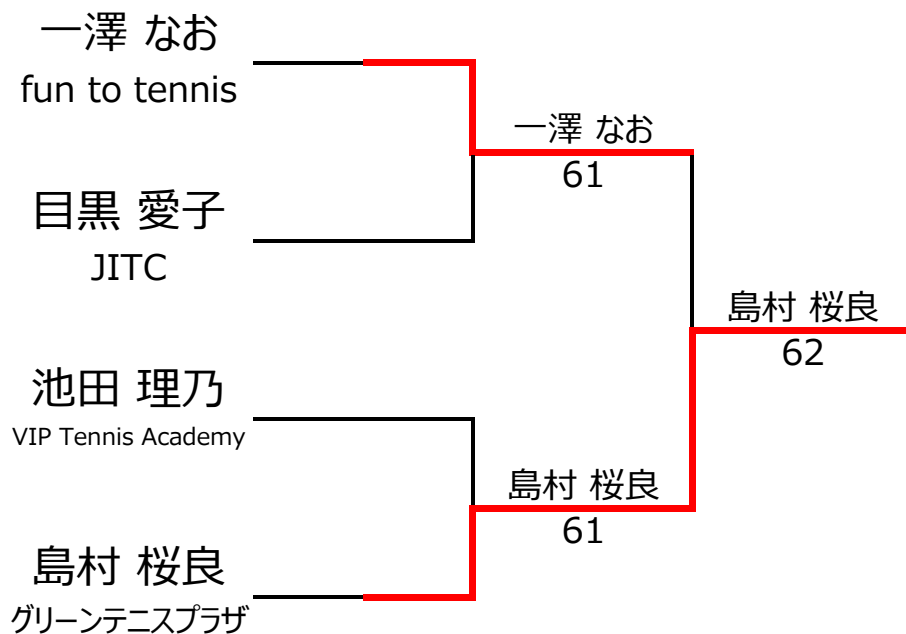 一澤 なお
fun to tennis
一澤 なお
61
目黒 愛子
JITC
島村 桜良
62
池田 理乃
VIP Tennis Academy
島村 桜良
61
島村 桜良
グリーンテニスプラザ